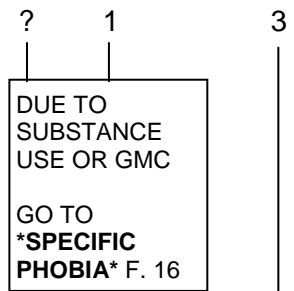 ? 1 3
DUE TO
SUBSTANCE
USE OR GMC
GO TO
*SPECIFIC
PHOBIA* F. 16